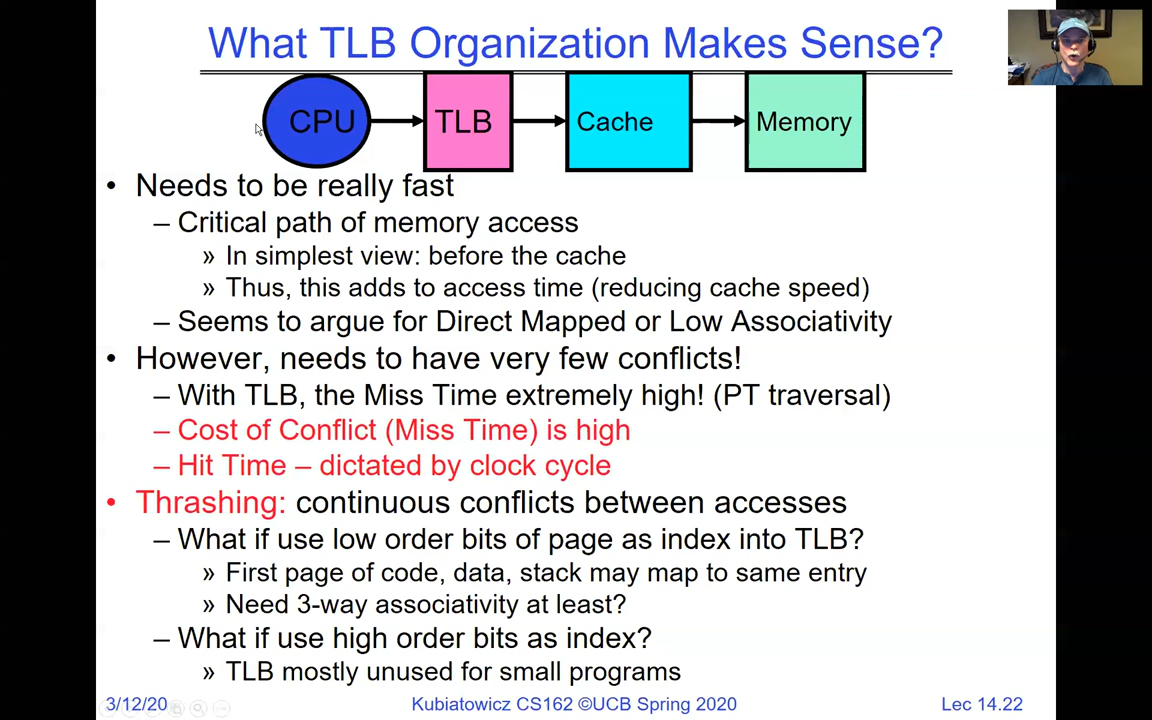 What TLB Organization Makes Sense?
CPU
TLB
Cache
Memory
• Needs to be really fast
– Critical path of memory access
» In simplest view: before the cache
» Thus, this adds to access time (reducing cache speed)
– Seems to argue for Direct Mapped or Low Associativity
• However, needs to have very few conflicts!
– With TLB, the Miss Time extremely high! (PT traversal)
– Cost of Conflict (Miss Time) is high
– Hit Time – dictated by clock cycle
• Thrashing: continuous conflicts between accesses
– What if use low order bits of page as index into TLB?
» First page of code, data, stack may map to same entry
» Need 3-way associativity at least?
– What if use high order bits as index?
» TLB mostly unused for small programs
3/12/20
Kubiatowicz CS162 ©UCB Spring 2020
Lec 14.22